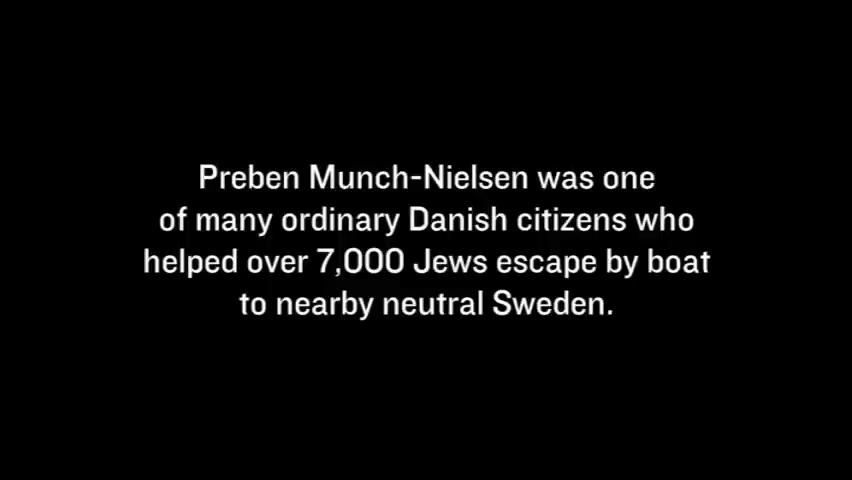 Preben Munch-Nielsen was one
of many ordinary Danish citizens who
helped over 7,000 Jews escape by boat
to nearby neutral Sweden.